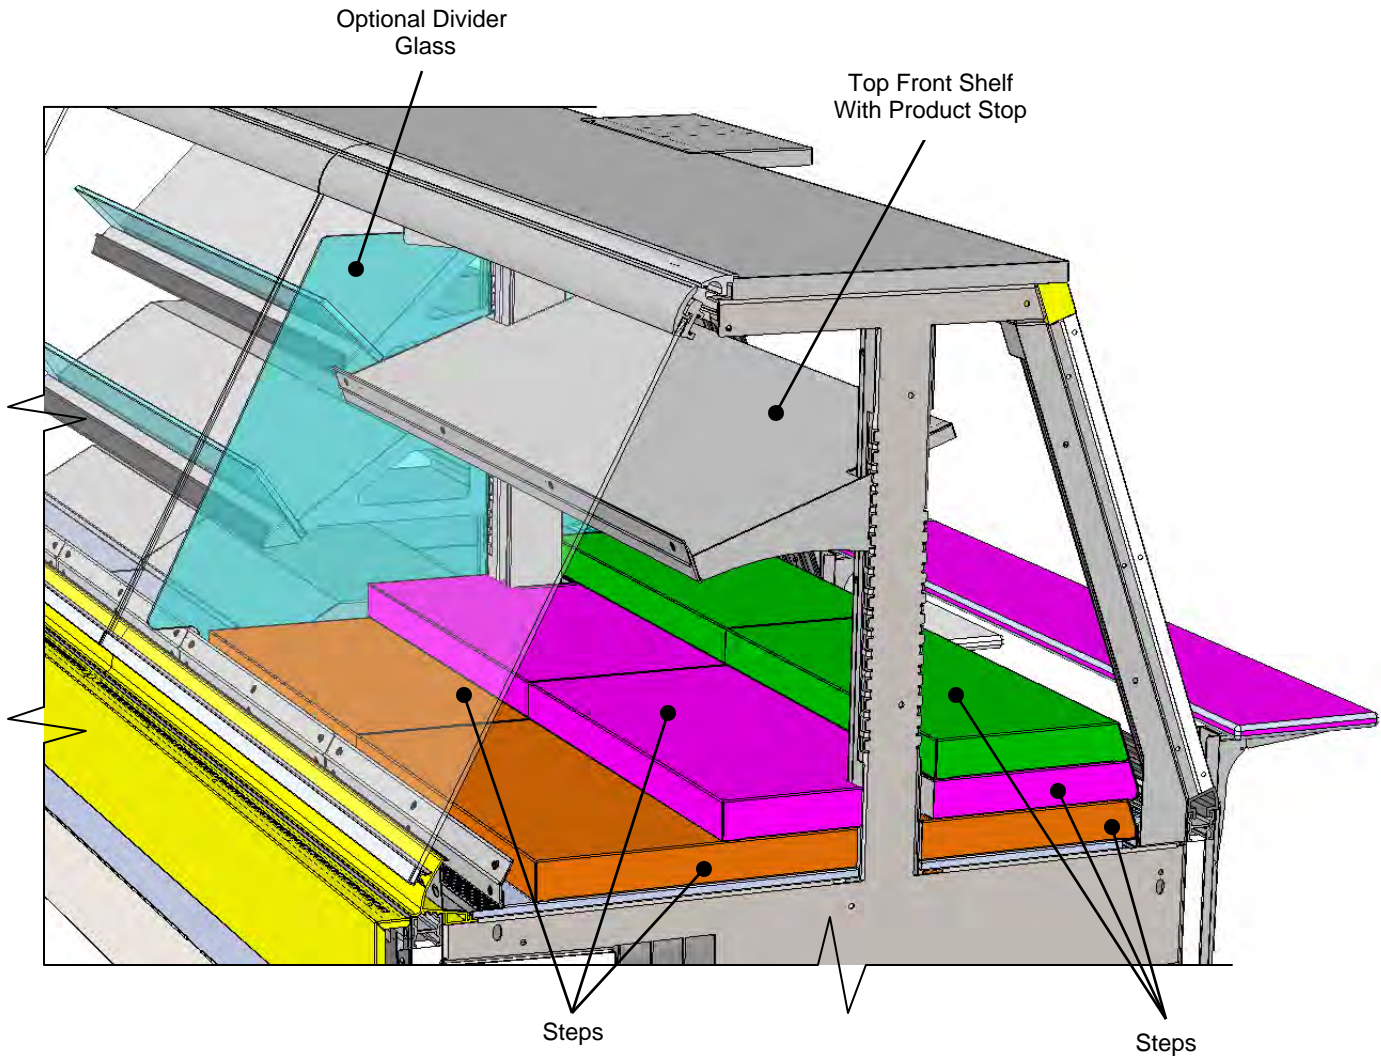 Optional Divider
Glass
Top Front Shelf
With Product Stop
Steps
Steps